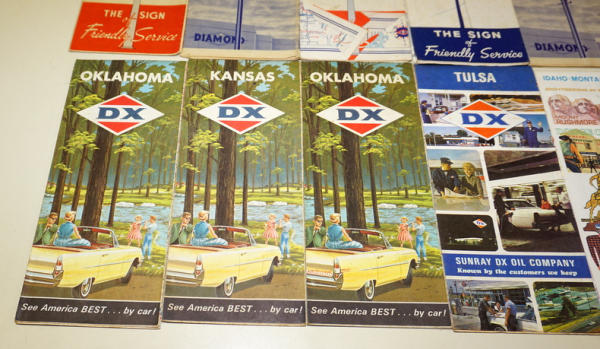 THE SIGN
of
Friendly Service
DIAMOND
THE SIGN
of
Friendly Service
DIAMOND
OKLAHOMA
DX
See America BEST . . . by car!
KANSAS
DX
See America BEST . . . by car!
OKLAHOMA
DX
See America BEST . . . by car!
TULSA
DX
SUNRAY DX OIL COMPANY
Known by the customers we keep
IDAHO-MONTA
RUSHMORE